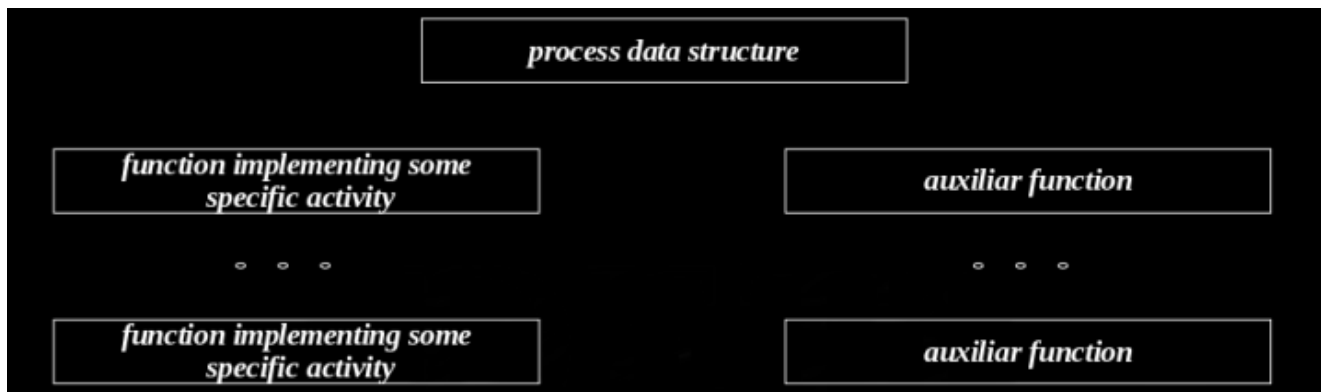 process data structure
function implementing some
specific activity
auxiliar function
function implementing some
specific activity
auxiliar function